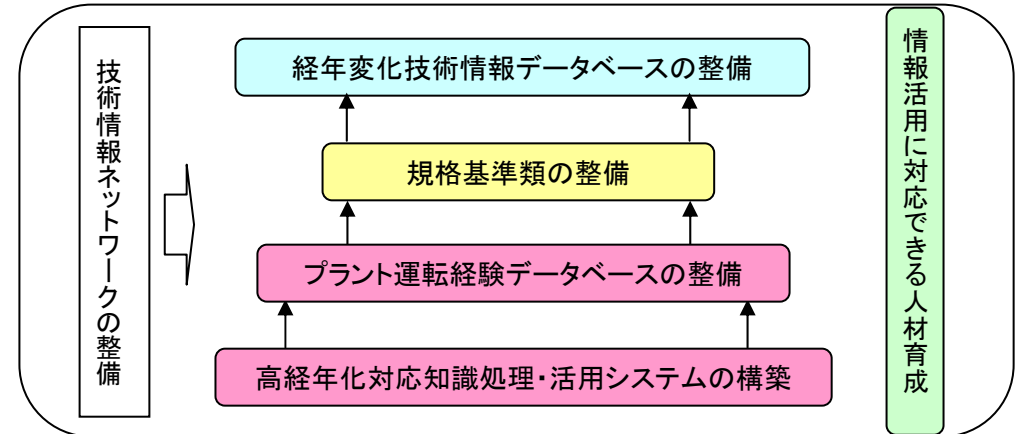 技術情報ネットワークの整備
経年変化技術情報データベースの整備
規格基準類の整備
プラント運転経験データベースの整備
高経年化対応知識処理・活用システムの構築
情報活用に対応できる人材育成